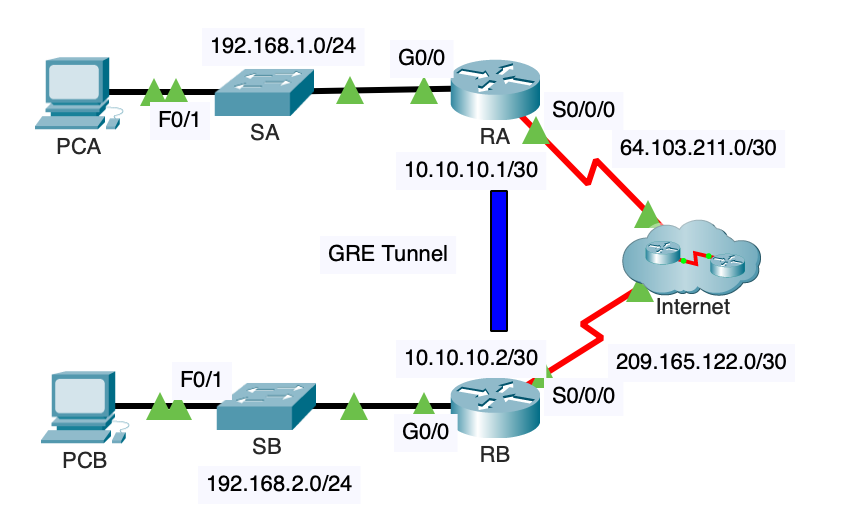 192.168.1.0/24
G0/0
F0/1
SA
PCA
RA
S0/0/0
64.103.211.0/30
10.10.10.1/30
GRE Tunnel
Internet
10.10.10.2/30
209.165.122.0/30
F0/1
S0/0/0
G0/0
SB
PCB
RB
192.168.2.0/24